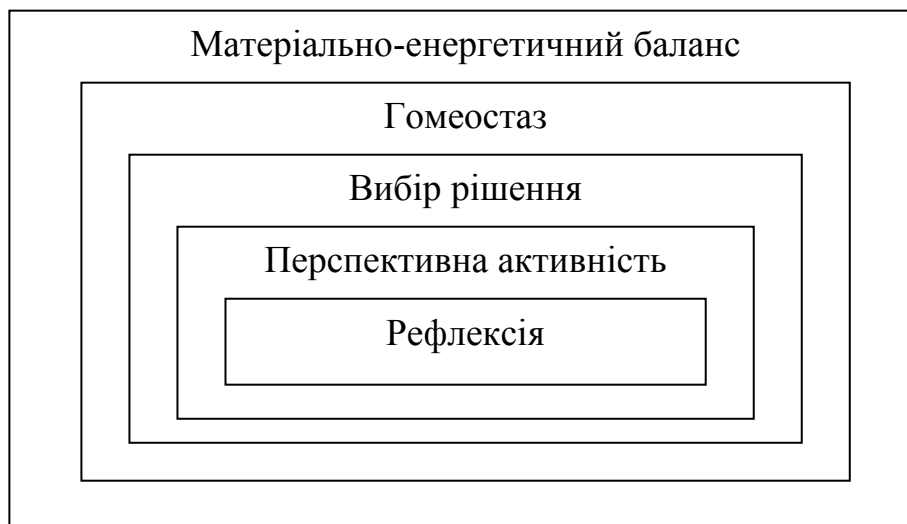 Матеріально-енергетичний баланс
Гомеостаз
Вибір рішення
Перспективна активність
Рефлексія